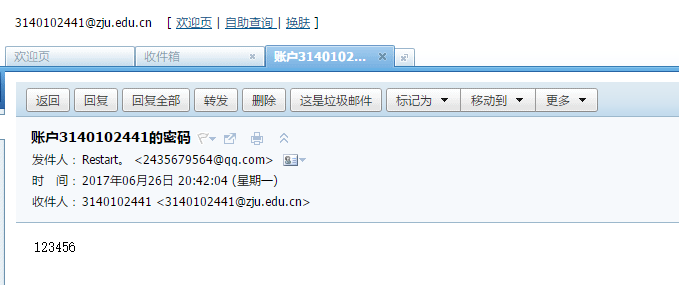 3140102441@zju.edu.cn [ 欢迎页 | 自助查询 | 换肤 ]
欢迎页 收件箱 账户3140102...
返回 回复 回复全部 转发 删除 这是垃圾邮件 标记为 移动到 更多
账户3140102441的密码
发件人：Restart。 <2435679564@qq.com>
时 间：2017年06月26日 20:42:04 (星期一)
收件人：3140102441 <3140102441@zju.edu.cn>
123456